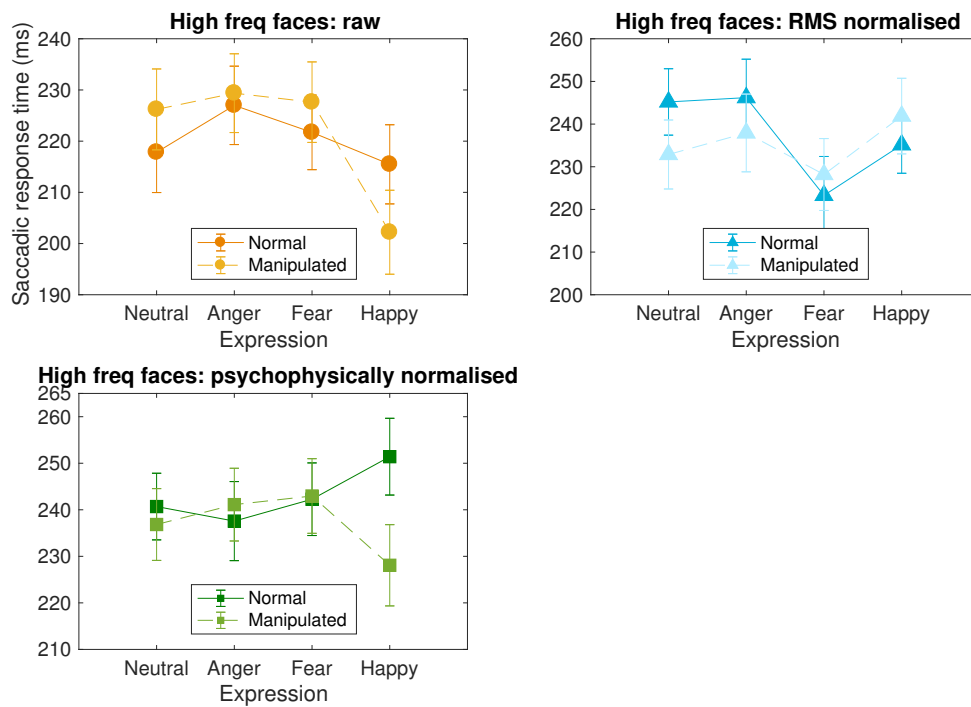 High freq faces: raw
Saccadic response time (ms)
240
230
220
210
200
190
Normal
Manipulated
Neutral Anger Fear Happy
Expression
High freq faces: RMS normalised
260
250
240
230
220
210
200
Normal
Manipulated
Neutral Anger Fear Happy
Expression
High freq faces: psychophysically normalised
265
260
250
240
230
220
210
Normal
Manipulated
Neutral Anger Fear Happy
Expression